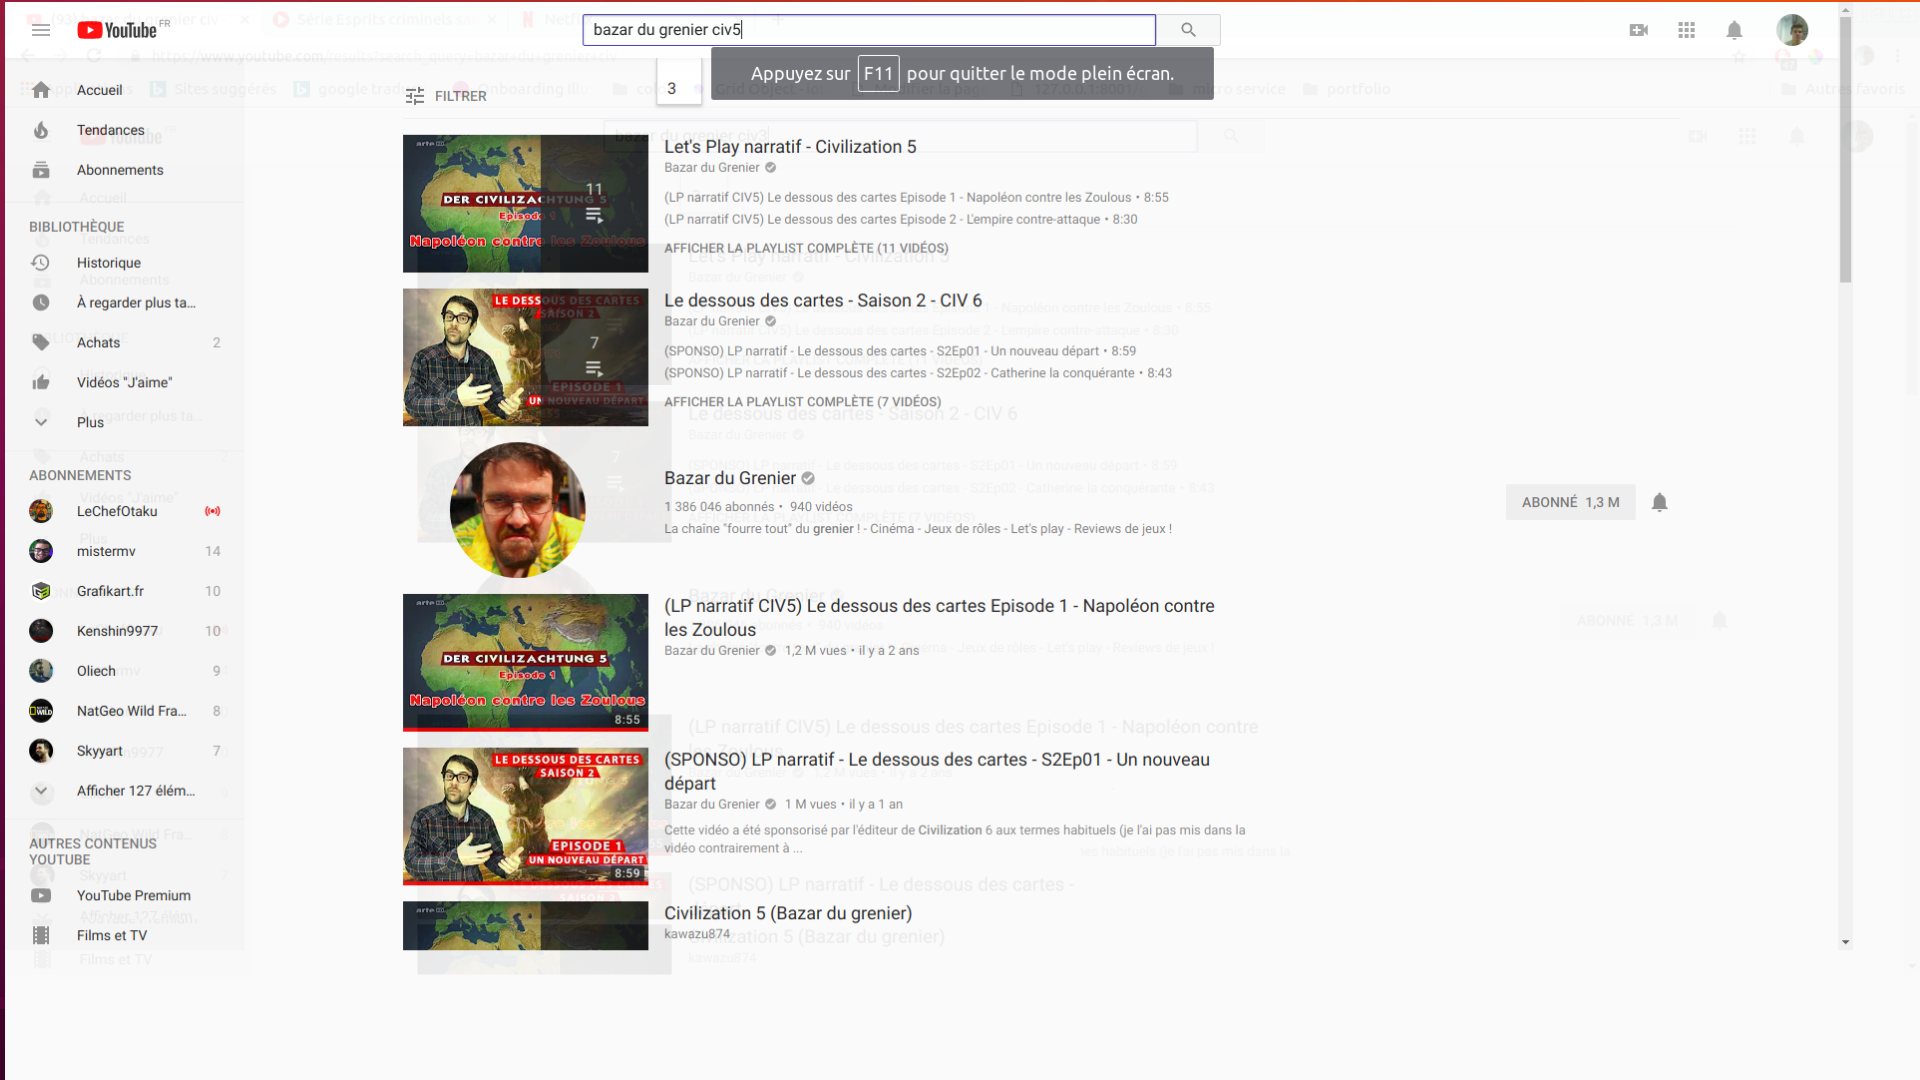 YouTube FR
bazar du grenier civ5
Appuyez sur F11 pour quitter le mode plein écran.
3
FILTRER
Accueil
Tendances
Abonnements
BIBLIOTHÈQUE
Historique
À regarder plus ta...
Achats 2
Vidéos "J'aime"
Plus
ABONNEMENTS
LeChefOtaku
mistermv 14
Grafikart.fr 10
Kenshin9977 10
Oliech 9
NatGeo Wild Fra... 8
Skyyart 7
Afficher 127 élém...
AUTRES CONTENUS
YOUTUBE
YouTube Premium
Films et TV
arte
DER CIVILIZACHTUNG 5
Episode 1
Napoléon contre les Zoulous
11
Let's Play narratif - Civilization 5
Bazar du Grenier
(LP narratif CIV5) Le dessous des cartes Episode 1 - Napoléon contre les Zoulous • 8:55
(LP narratif CIV5) Le dessous des cartes Episode 2 - L'empire contre-attaque • 8:30
AFFICHER LA PLAYLIST COMPLÈTE (11 VIDÉOS)
LE DESSOUS DES CARTES
SAISON 2
7
EPISODE 1
UN NOUVEAU DÉPART
Le dessous des cartes - Saison 2 - CIV 6
Bazar du Grenier
(SPONSO) LP narratif - Le dessous des cartes - S2Ep01 - Un nouveau départ • 8:59
(SPONSO) LP narratif - Le dessous des cartes - S2Ep02 - Catherine la conquérante • 8:43
AFFICHER LA PLAYLIST COMPLÈTE (7 VIDÉOS)
Bazar du Grenier
1 386 046 abonnés • 940 vidéos
La chaîne "fourre tout" du grenier ! - Cinéma - Jeux de rôles - Let's play - Reviews de jeux !
ABONNÉ 1,3 M
arte
DER CIVILIZACHTUNG 5
Episode 1
Napoléon contre les Zoulous
8:55
(LP narratif CIV5) Le dessous des cartes Episode 1 - Napoléon contre
les Zoulous
Bazar du Grenier 1,2 M vues • il y a 2 ans
LE DESSOUS DES CARTES
SAISON 2
EPISODE 1
UN NOUVEAU DÉPART
8:59
(SPONSO) LP narratif - Le dessous des cartes - S2Ep01 - Un nouveau
départ
Bazar du Grenier 1 M vues • il y a 1 an
Cette vidéo a été sponsorisé par l'éditeur de Civilization 6 aux termes habituels (je l'ai pas mis dans la
vidéo contrairement à ...
arte
Civilization 5 (Bazar du grenier)
kawazu874